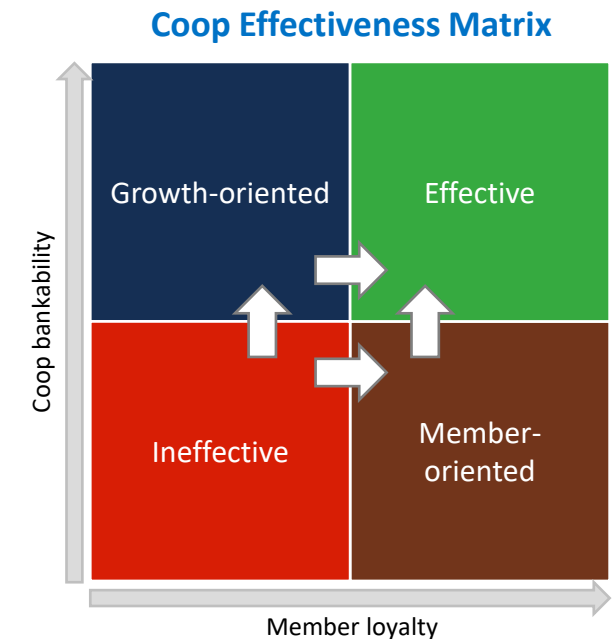 Coop Effectiveness Matrix
Growth-oriented
Effective
Coop bankability
Ineffective
Member-
oriented
Member loyalty